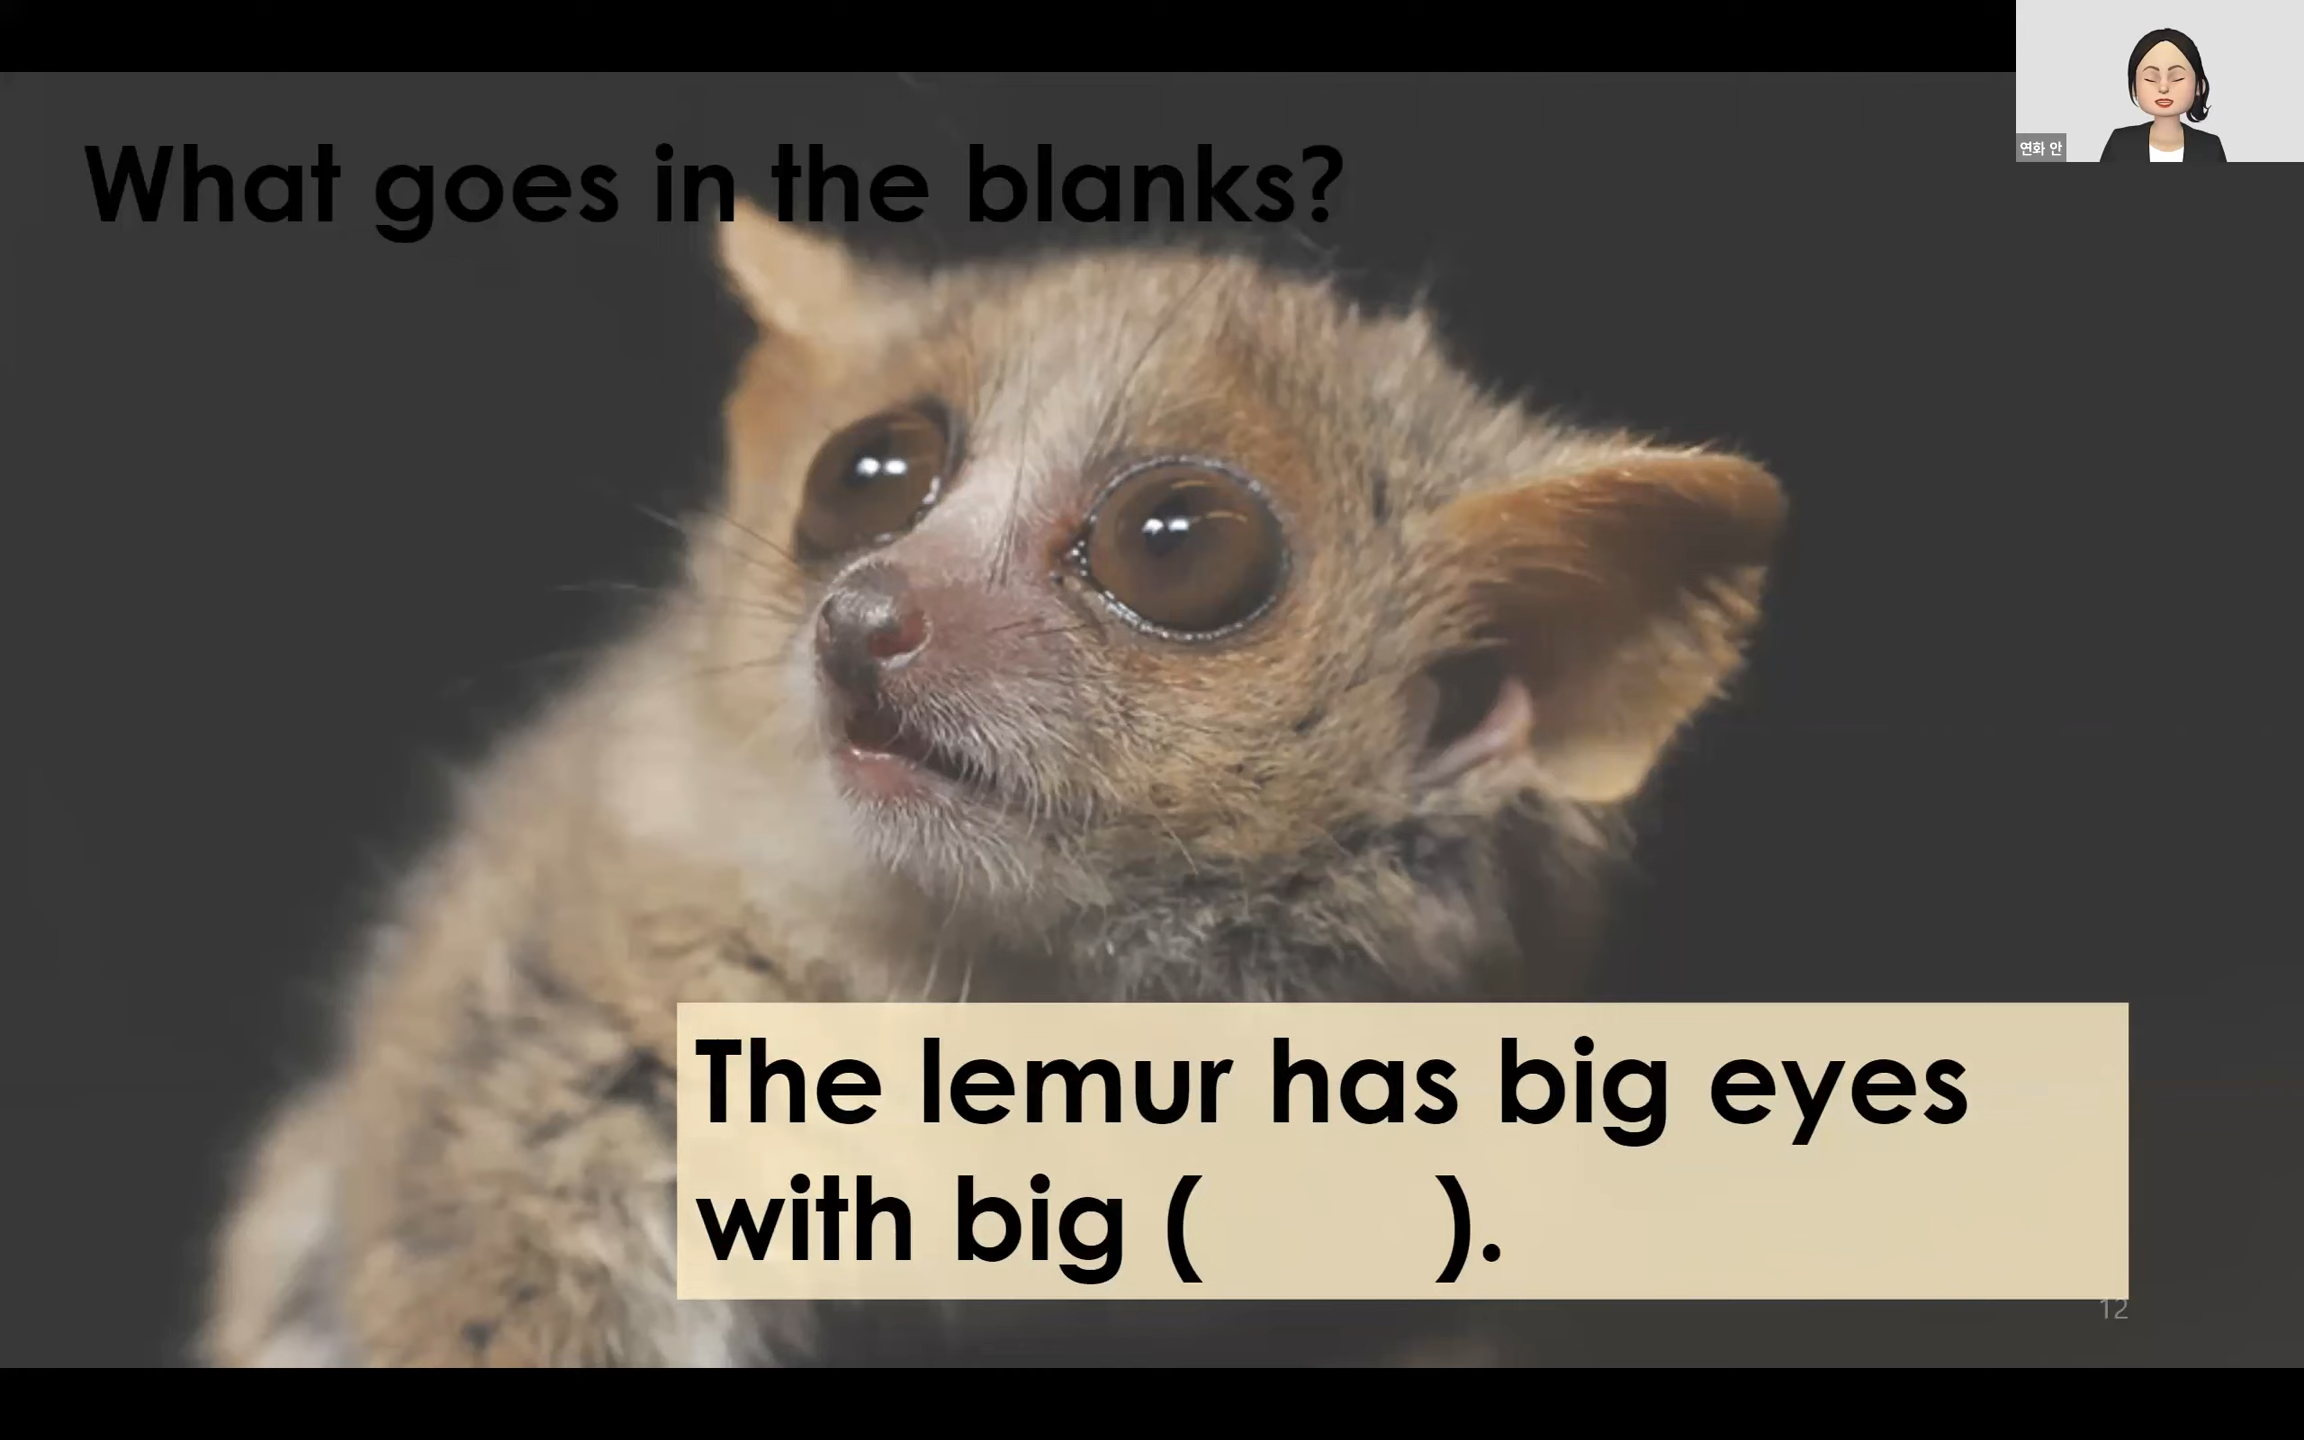 연화 안
What goes in the blanks?
The lemur has big eyes
with big (          ).
12